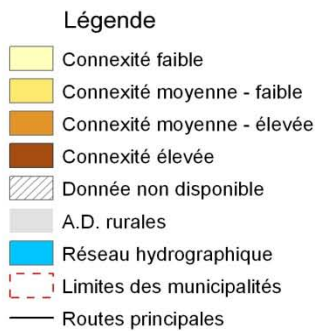 Légende
Connexité faible
Connexité moyenne - faible
Connexité moyenne - élevée
Connexité élevée
Donnée non disponible
A.D. rurales
Réseau hydrographique
Limites des municipalités
Routes principales